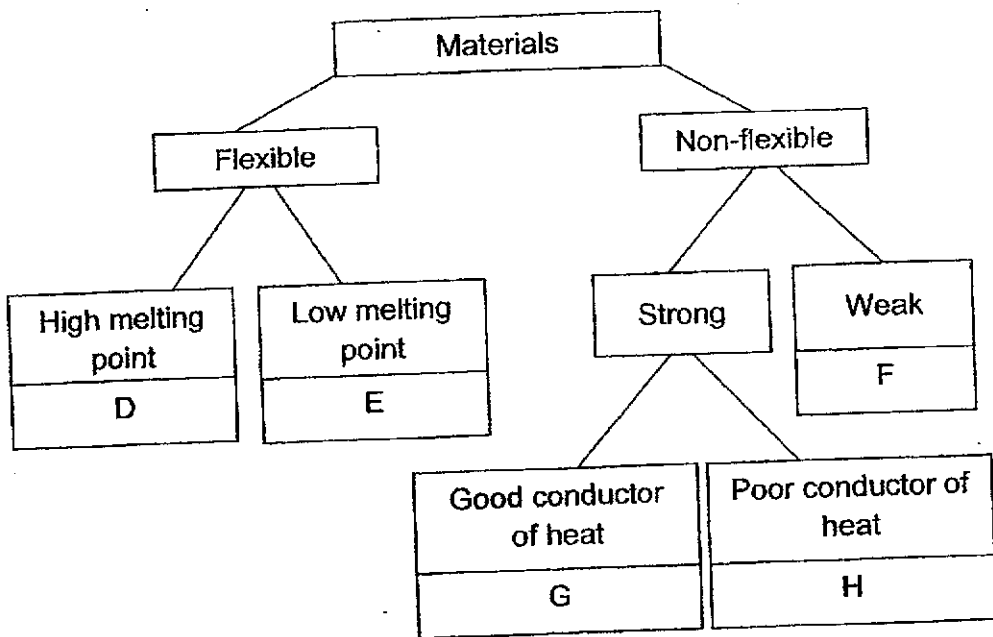 Materials
Flexible
Non-flexible
High melting
point
D
Low melting
point
E
Strong
Weak
F
Good conductor
of heat
G
Poor conductor of
heat
H